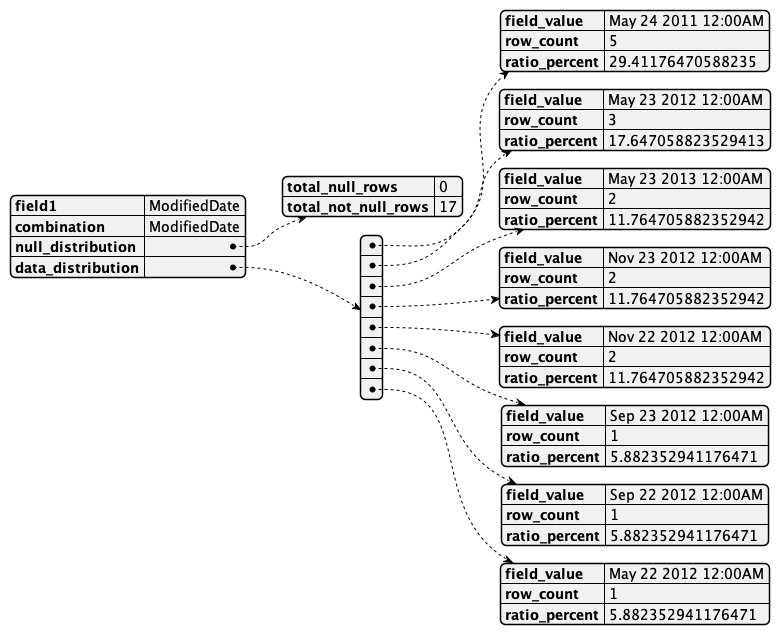 field1 ModifiedDate
combination ModifiedDate
null_distribution
data_distribution
total_null_rows 0
total_not_null_rows 17
field_value May 24 2011 12:00AM
row_count 5
ratio_percent 29.41176470588235
field_value May 23 2012 12:00AM
row_count 3
ratio_percent 17.647058823529413
field_value May 23 2013 12:00AM
row_count 2
ratio_percent 11.764705882352942
field_value Nov 23 2012 12:00AM
row_count 2
ratio_percent 11.764705882352942
field_value Nov 22 2012 12:00AM
row_count 2
ratio_percent 11.764705882352942
field_value Sep 23 2012 12:00AM
row_count 1
ratio_percent 5.882352941176471
field_value Sep 22 2012 12:00AM
row_count 1
ratio_percent 5.882352941176471
field_value May 22 2012 12:00AM
row_count 1
ratio_percent 5.882352941176471